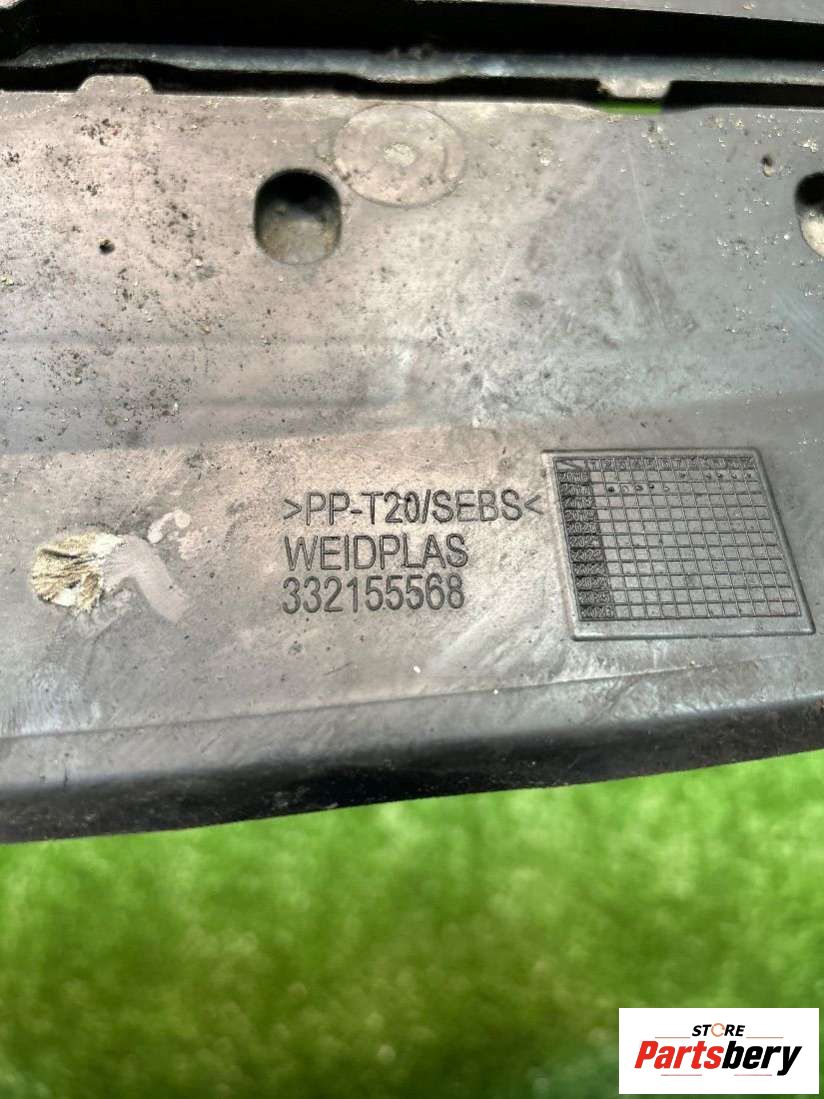 >PP-T20/SEBS<
WEIDPLAS
332155568
STORE
Partsbery